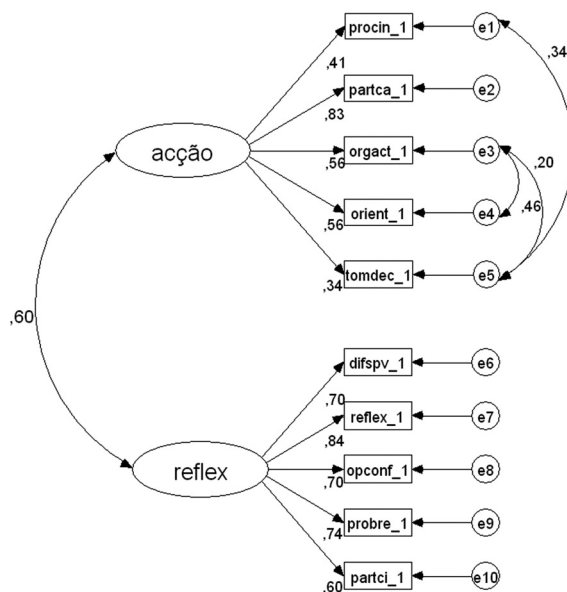 procin_1
e1
,34
,41
partca_1
e2
,83
acção
orgact_1
e3
,20
,56
orient_1
e4
,46
,56
tomdec_1
e5
,34
,60
difspv_1
e6
,70
reflex_1
e7
,84
reflex
opconf_1
e8
,70
probre_1
e9
,74
partci_1
e10
,60